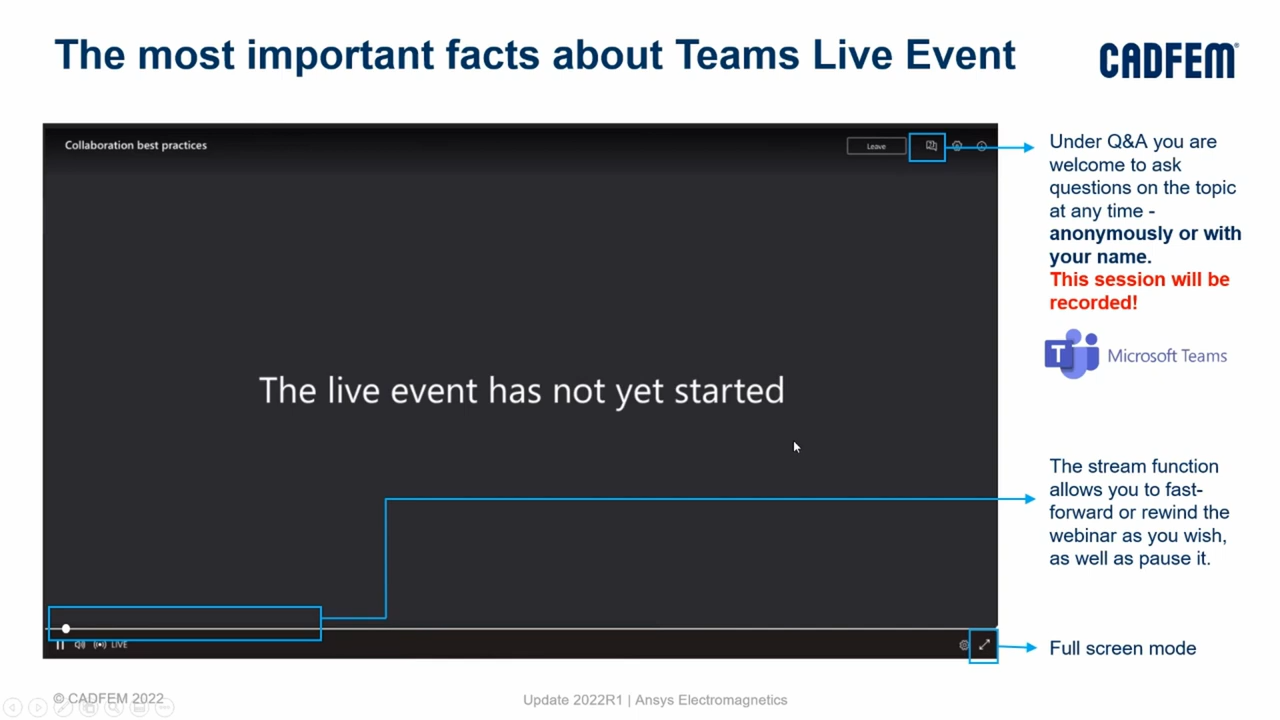 The most important facts about Teams Live Event
CADFEM®
Collaboration best practices
Leave
Under Q&A you are
welcome to ask
questions on the topic
at any time -
anonymously or with
your name.
This session will be
recorded!
T Microsoft Teams
The live event has not yet started
The stream function
allows you to fast-
forward or rewind the
webinar as you wish,
as well as pause it.
LIVE
Full screen mode
© CADFEM 2022
Update 2022R1 | Ansys Electromagnetics